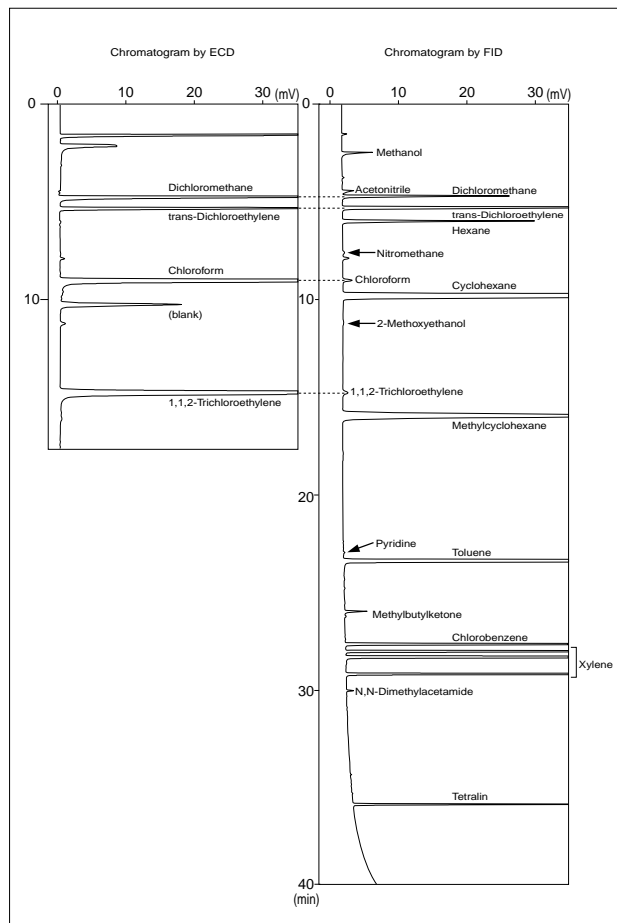 Chromatogram by ECD
0 10 20 30 (mV)
0
Dichloromethane
trans-Dichloroethylene
Chloroform
10
(blank)
1,1,2-Trichloroethylene
Chromatogram by FID
0 10 20 30 (mV)
0
Methanol
Acetonitrile
Dichloromethane
trans-Dichloroethylene
Hexane
Nitromethane
Chloroform
Cyclohexane
10
2-Methoxyethanol
1,1,2-Trichloroethylene
Methylcyclohexane
20
Pyridine
Toluene
Methylbutylketone
Chlorobenzene
Xylene
30
N,N-Dimethylacetamide
Tetralin
40
(min)